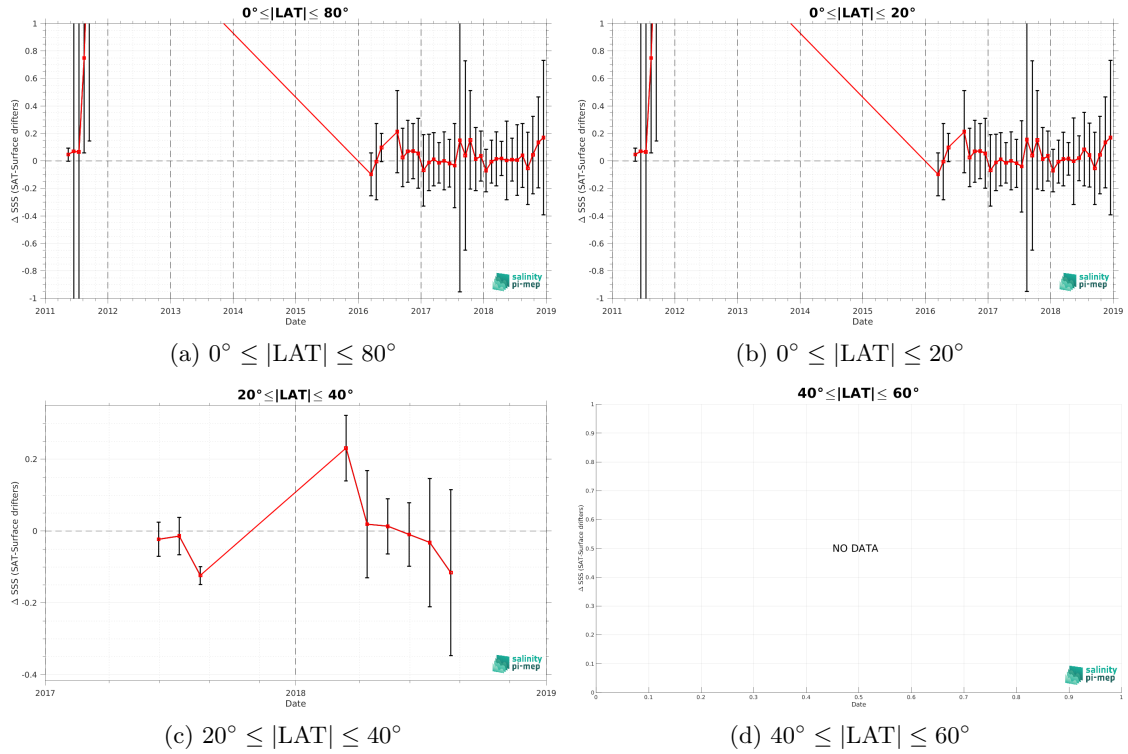 0°≤|LAT|≤ 80°
1
0.8
0.6
0.4
0.2
0
-0.2
-0.4
-0.6
-0.8
-1
Δ SSS (SAT-Surface drifters)
2011 2012 2013 2014 2015 2016 2017 2018 2019
Date
salinity
pi-mep
(a) 0° ≤ |LAT| ≤ 80°
0°≤|LAT|≤ 20°
1
0.8
0.6
0.4
0.2
0
-0.2
-0.4
-0.6
-0.8
-1
Δ SSS (SAT-Surface drifters)
2011 2012 2013 2014 2015 2016 2017 2018 2019
Date
salinity
pi-mep
(b) 0° ≤ |LAT| ≤ 20°
20°≤|LAT|≤ 40°
0.2
0
-0.2
-0.4
Δ SSS (SAT-Surface drifters)
2017 2018 2019
Date
salinity
pi-mep
(c) 20° ≤ |LAT| ≤ 40°
40°≤|LAT|≤ 60°
1
0.9
0.8
0.7
0.6
0.5
0.4
0.3
0.2
0.1
0
Δ SSS (SAT-Surface drifters)
NO DATA
0 0.1 0.2 0.3 0.4 0.5 0.6 0.7 0.8 0.9 1
Date
salinity
pi-mep
(d) 40° ≤ |LAT| ≤ 60°